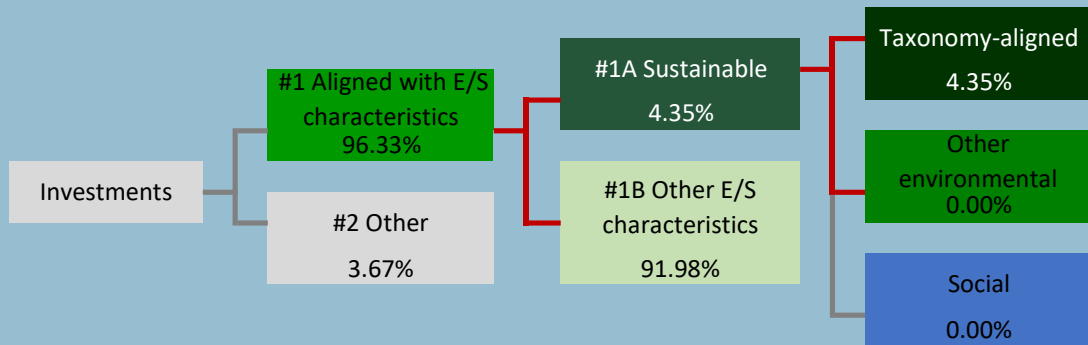 Investments
#1 Aligned with E/S
characteristics
96.33%
#2 Other
3.67%
#1A Sustainable
4.35%
#1B Other E/S
characteristics
91.98%
Taxonomy-aligned
4.35%
Other
environmental
0.00%
Social
0.00%